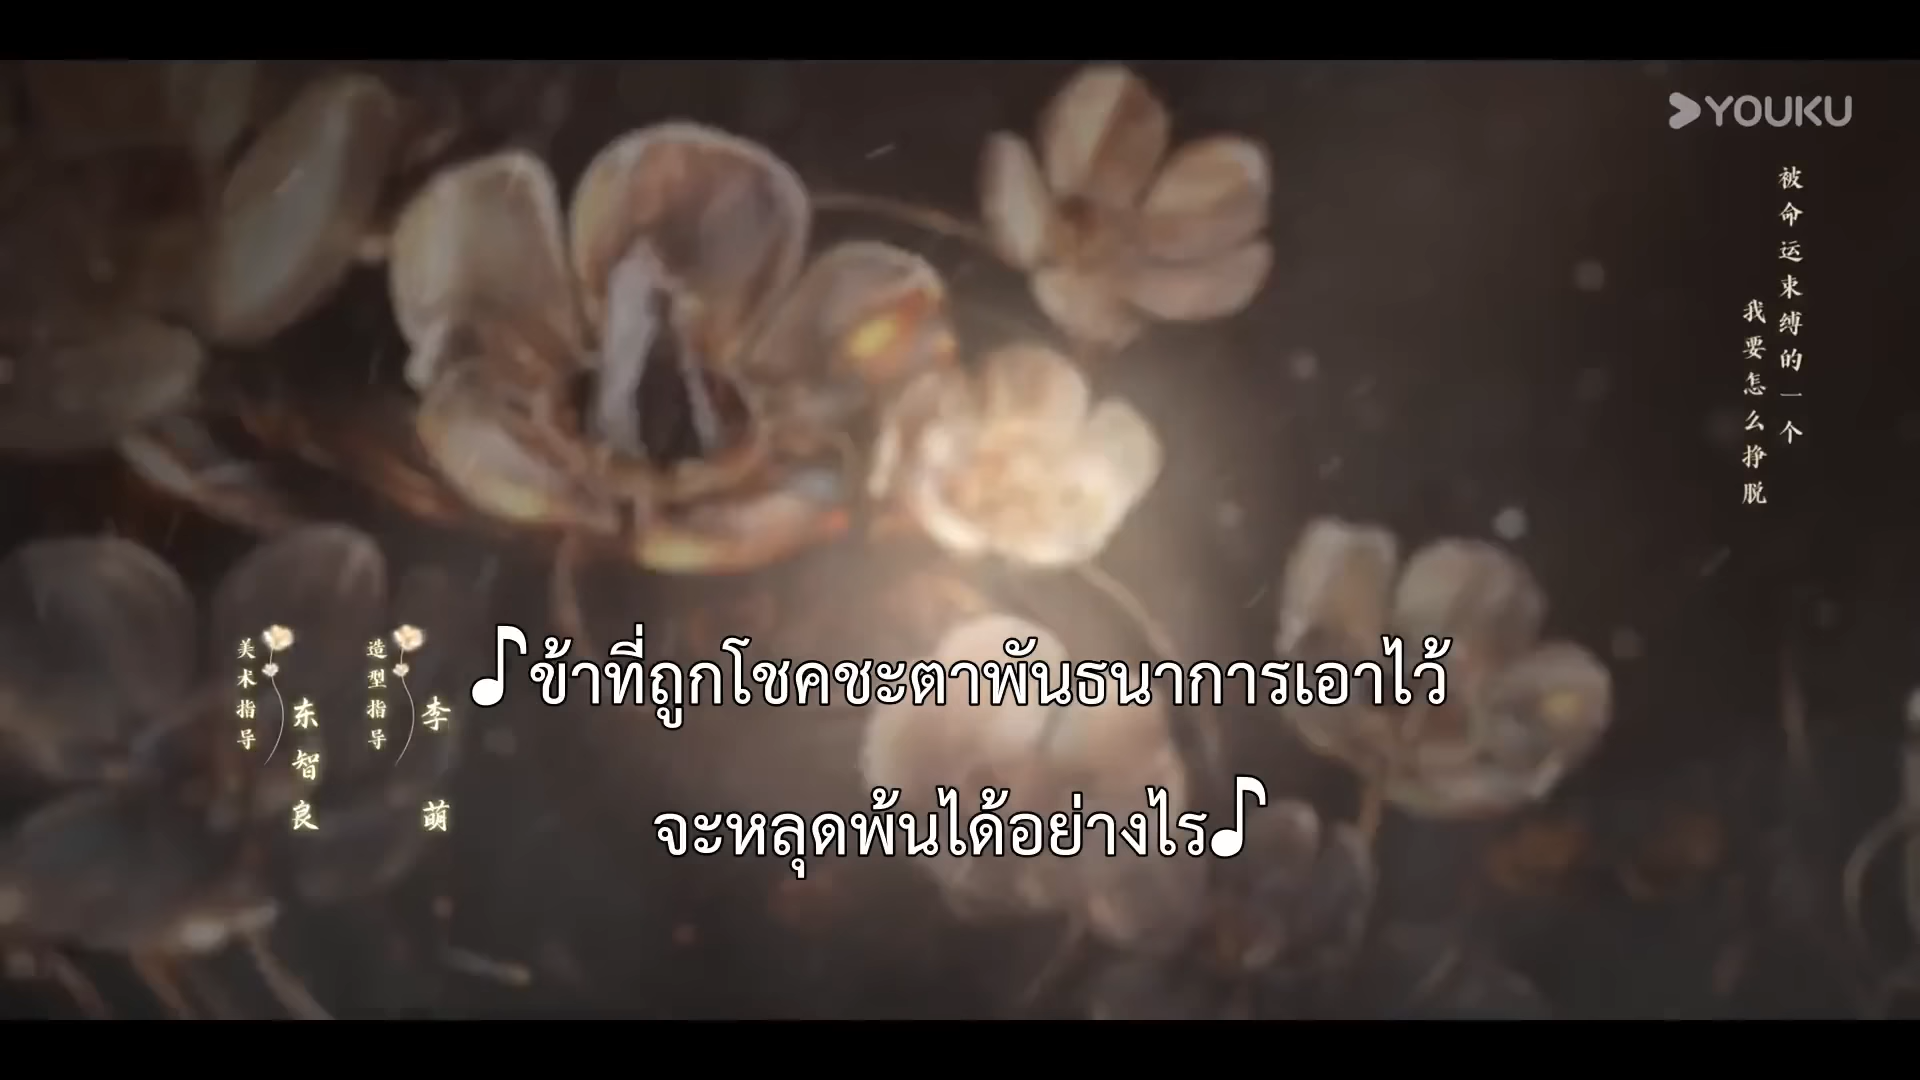 YOUKU
被命运束缚的一个
我要怎么挣脱
造型指导
李萌
美术指导
东智良
♪ข้าที่ถูกโชคชะตาพันธนาการเอาไว้
จะหลุดพ้นได้อย่างไร♪